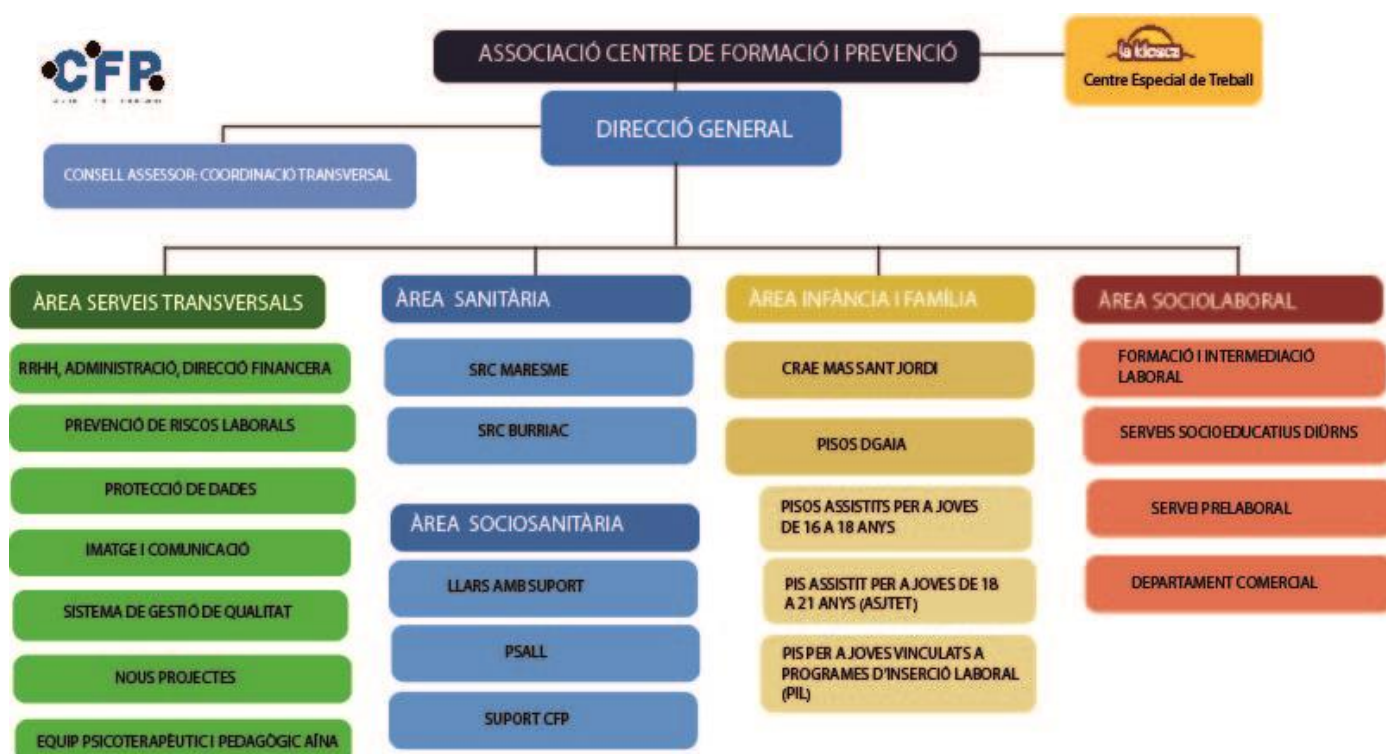 CFP
ASSOCIACIÓ CENTRE DE FORMACIÓ I PREVENCIÓ
la kiosca
Centre Especial de Treball
DIRECCIÓ GENERAL
CONSELL ASSESSOR: COORDINACIÓ TRANSVERSAL
ÀREA SERVEIS TRANSVERSALS
RRHH, ADMINISTRACIÓ, DIRECCIÓ FINANCERA
PREVENCIÓ DE RISCOS LABORALS
PROTECCIÓ DE DADES
IMATGE I COMUNICACIÓ
SISTEMA DE GESTIÓ DE QUALITAT
NOUS PROJECTES
EQUIP PSICOTERAPÈUTIC I PEDAGÒGIC AÍNA
ÀREA SANITÀRIA
SRC MARESME
SRC BURRIAC
ÀREA SOCIOSANITÀRIA
LLARS AMB SUPORT
PSALL
SUPORT CFP
ÀREA INFÀNCIA I FAMÍLIA
CRAE MAS SANT JORDI
PISOS DGAIA
PISOS ASSISTITS PER A JOVES
DE 16 A 18 ANYS
PIS ASSISTIT PER A JOVES DE 18
A 21 ANYS (ASJTET)
PIS PER A JOVES VINCULATS A
PROGRAMES D'INSERCIÓ LABORAL
(PIL)
ÀREA SOCIOLABORAL
FORMACIÓ I INTERMEDIACIÓ
LABORAL
SERVEIS SOCIOEDUCATIUS DIÜRNS
SERVEI PRELABORAL
DEPARTAMENT COMERCIAL